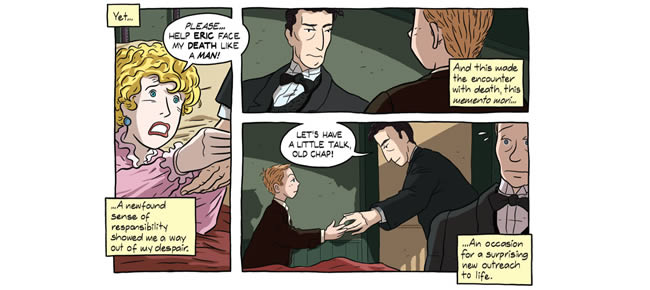 Yet...
PLEASE...
HELP ERIC FACE
MY DEATH LIKE
A MAN!
...A newfound
sense of
responsibility
showed me a way
out of my despair.
And this made
the encounter
with death, this
memento mori...
LET'S HAVE
A LITTLE TALK,
OLD CHAP!
...An occasion
for a surprising
new outreach
to life.